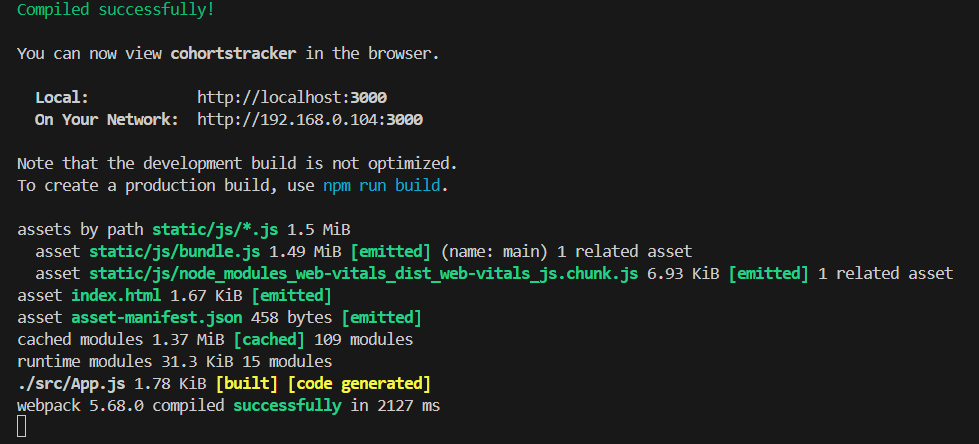 Compiled successfully!
You can now view cohortstracker in the browser.
Local: http://localhost:3000
On Your Network: http://192.168.0.104:3000
Note that the development build is not optimized.
To create a production build, use npm run build.
assets by path static/js/*.js 1.5 MiB
asset static/js/bundle.js 1.49 MiB [emitted] (name: main) 1 related asset
asset static/js/node_modules_web-vitals_dist_web-vitals_js.chunk.js 6.93 KiB [emitted] 1 related asset
asset index.html 1.67 KiB [emitted]
asset asset-manifest.json 458 bytes [emitted]
cached modules 1.37 MiB [cached] 109 modules
runtime modules 31.3 KiB 15 modules
./src/App.js 1.78 KiB [built] [code generated]
webpack 5.68.0 compiled successfully in 2127 ms